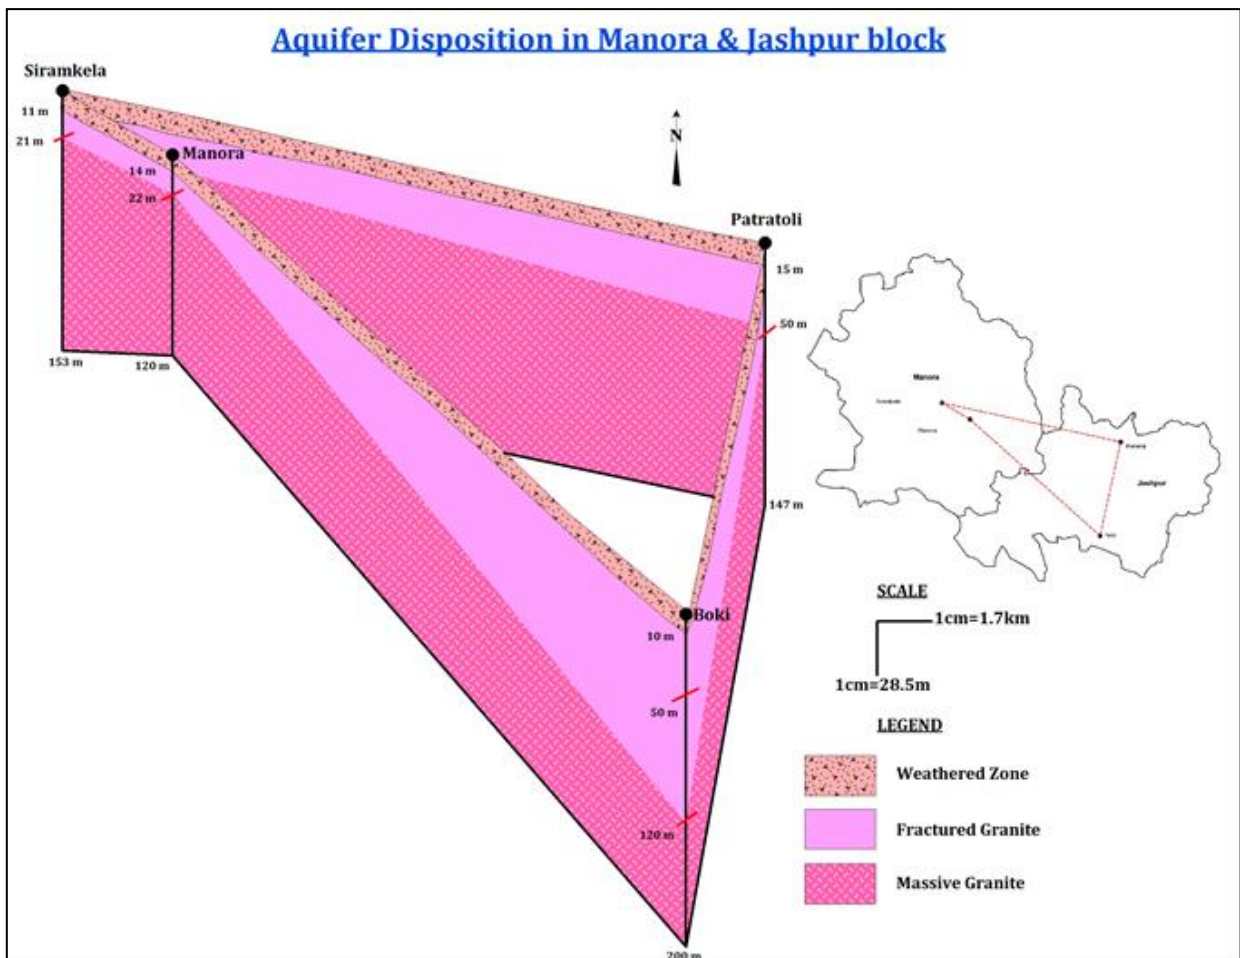 Aquifer Disposition in Manora & Jashpur block
Siramkela
11 m
21 m
Manora
14 m
22 m
N
Patratoli
15 m
50 m
153 m
120 m
147 m
Manora
Jashpur
Boki
10 m
50 m
120 m
200 m
SCALE
1cm=1.7km
1cm=28.5m
LEGEND
Weathered Zone
Fractured Granite
Massive Granite